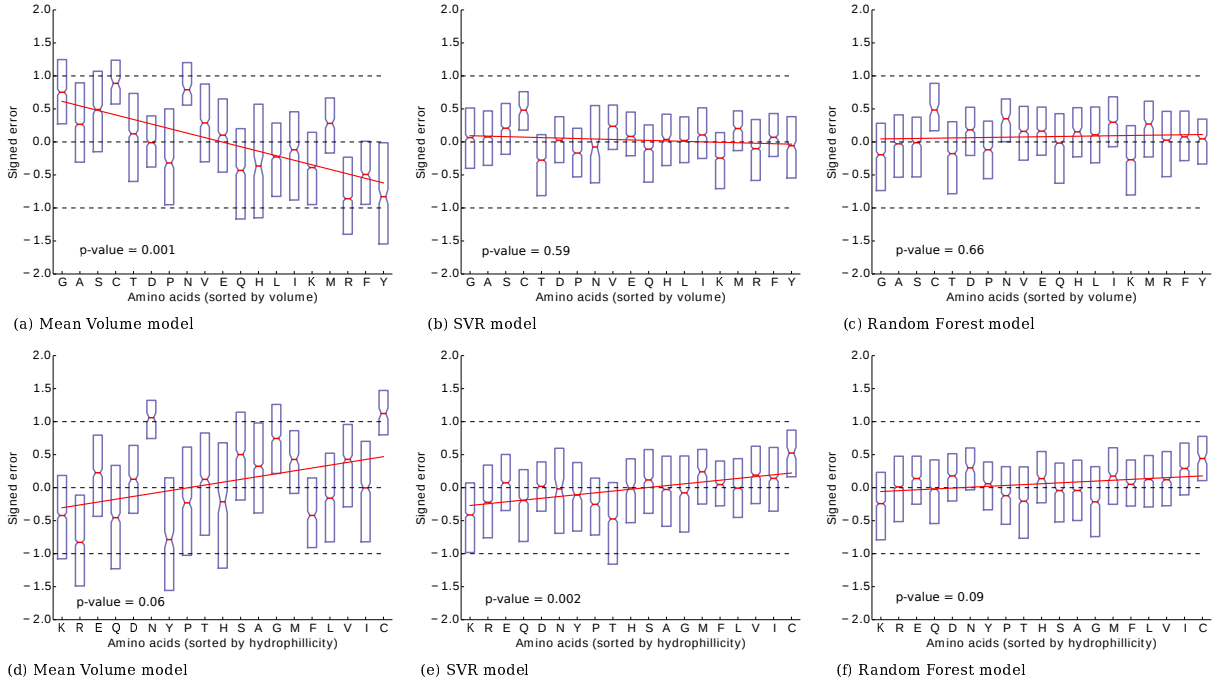 2.0
1.5
1.0
0.5
0.0
−0.5
−1.0
−1.5
−2.0
Signed error
p-value = 0.001
G A S C T D P N V E Q H L I K M R F Y
Amino acids (sorted by volume)
(a) Mean Volume model
2.0
1.5
1.0
0.5
0.0
−0.5
−1.0
−1.5
−2.0
Signed error
p-value = 0.59
G A S C T D P N V E Q H L I K M R F Y
Amino acids (sorted by volume)
(b) SVR model
2.0
1.5
1.0
0.5
0.0
−0.5
−1.0
−1.5
−2.0
Signed error
p-value = 0.66
G A S C T D P N V E Q H L I K M R F Y
Amino acids (sorted by volume)
(c) Random Forest model
2.0
1.5
1.0
0.5
0.0
−0.5
−1.0
−1.5
−2.0
Signed error
p-value = 0.06
K R E Q D N Y P T H S A G M F L V I C
Amino acids (sorted by hydrophillicity)
(d) Mean Volume model
2.0
1.5
1.0
0.5
0.0
−0.5
−1.0
−1.5
−2.0
Signed error
p-value = 0.002
K R E Q D N Y P T H S A G M F L V I C
Amino acids (sorted by hydrophillicity)
(e) SVR model
2.0
1.5
1.0
0.5
0.0
−0.5
−1.0
−1.5
−2.0
Signed error
p-value = 0.09
K R E Q D N Y P T H S A G M F L V I C
Amino acids (sorted by hydrophillicity)
(f) Random Forest model